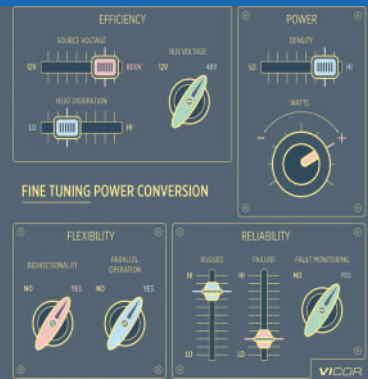 EFFICIENCY
SOURCE VOLTAGE
12V 800V
BUS VOLTAGE
12V 48V
HEAT DISSIPATION
LO HI
POWER
DENSITY
LO HI
WATTS
- +
FINE TUNING POWER CONVERSION
FLEXIBILITY
BIDIRECTIONALITY
NO YES
PARALLEL
OPERATION
NO YES
RELIABILITY
RUGGED
HI
LO
FAILURE
HI
LO
FAULT MONITORING
NO YES
VICOR